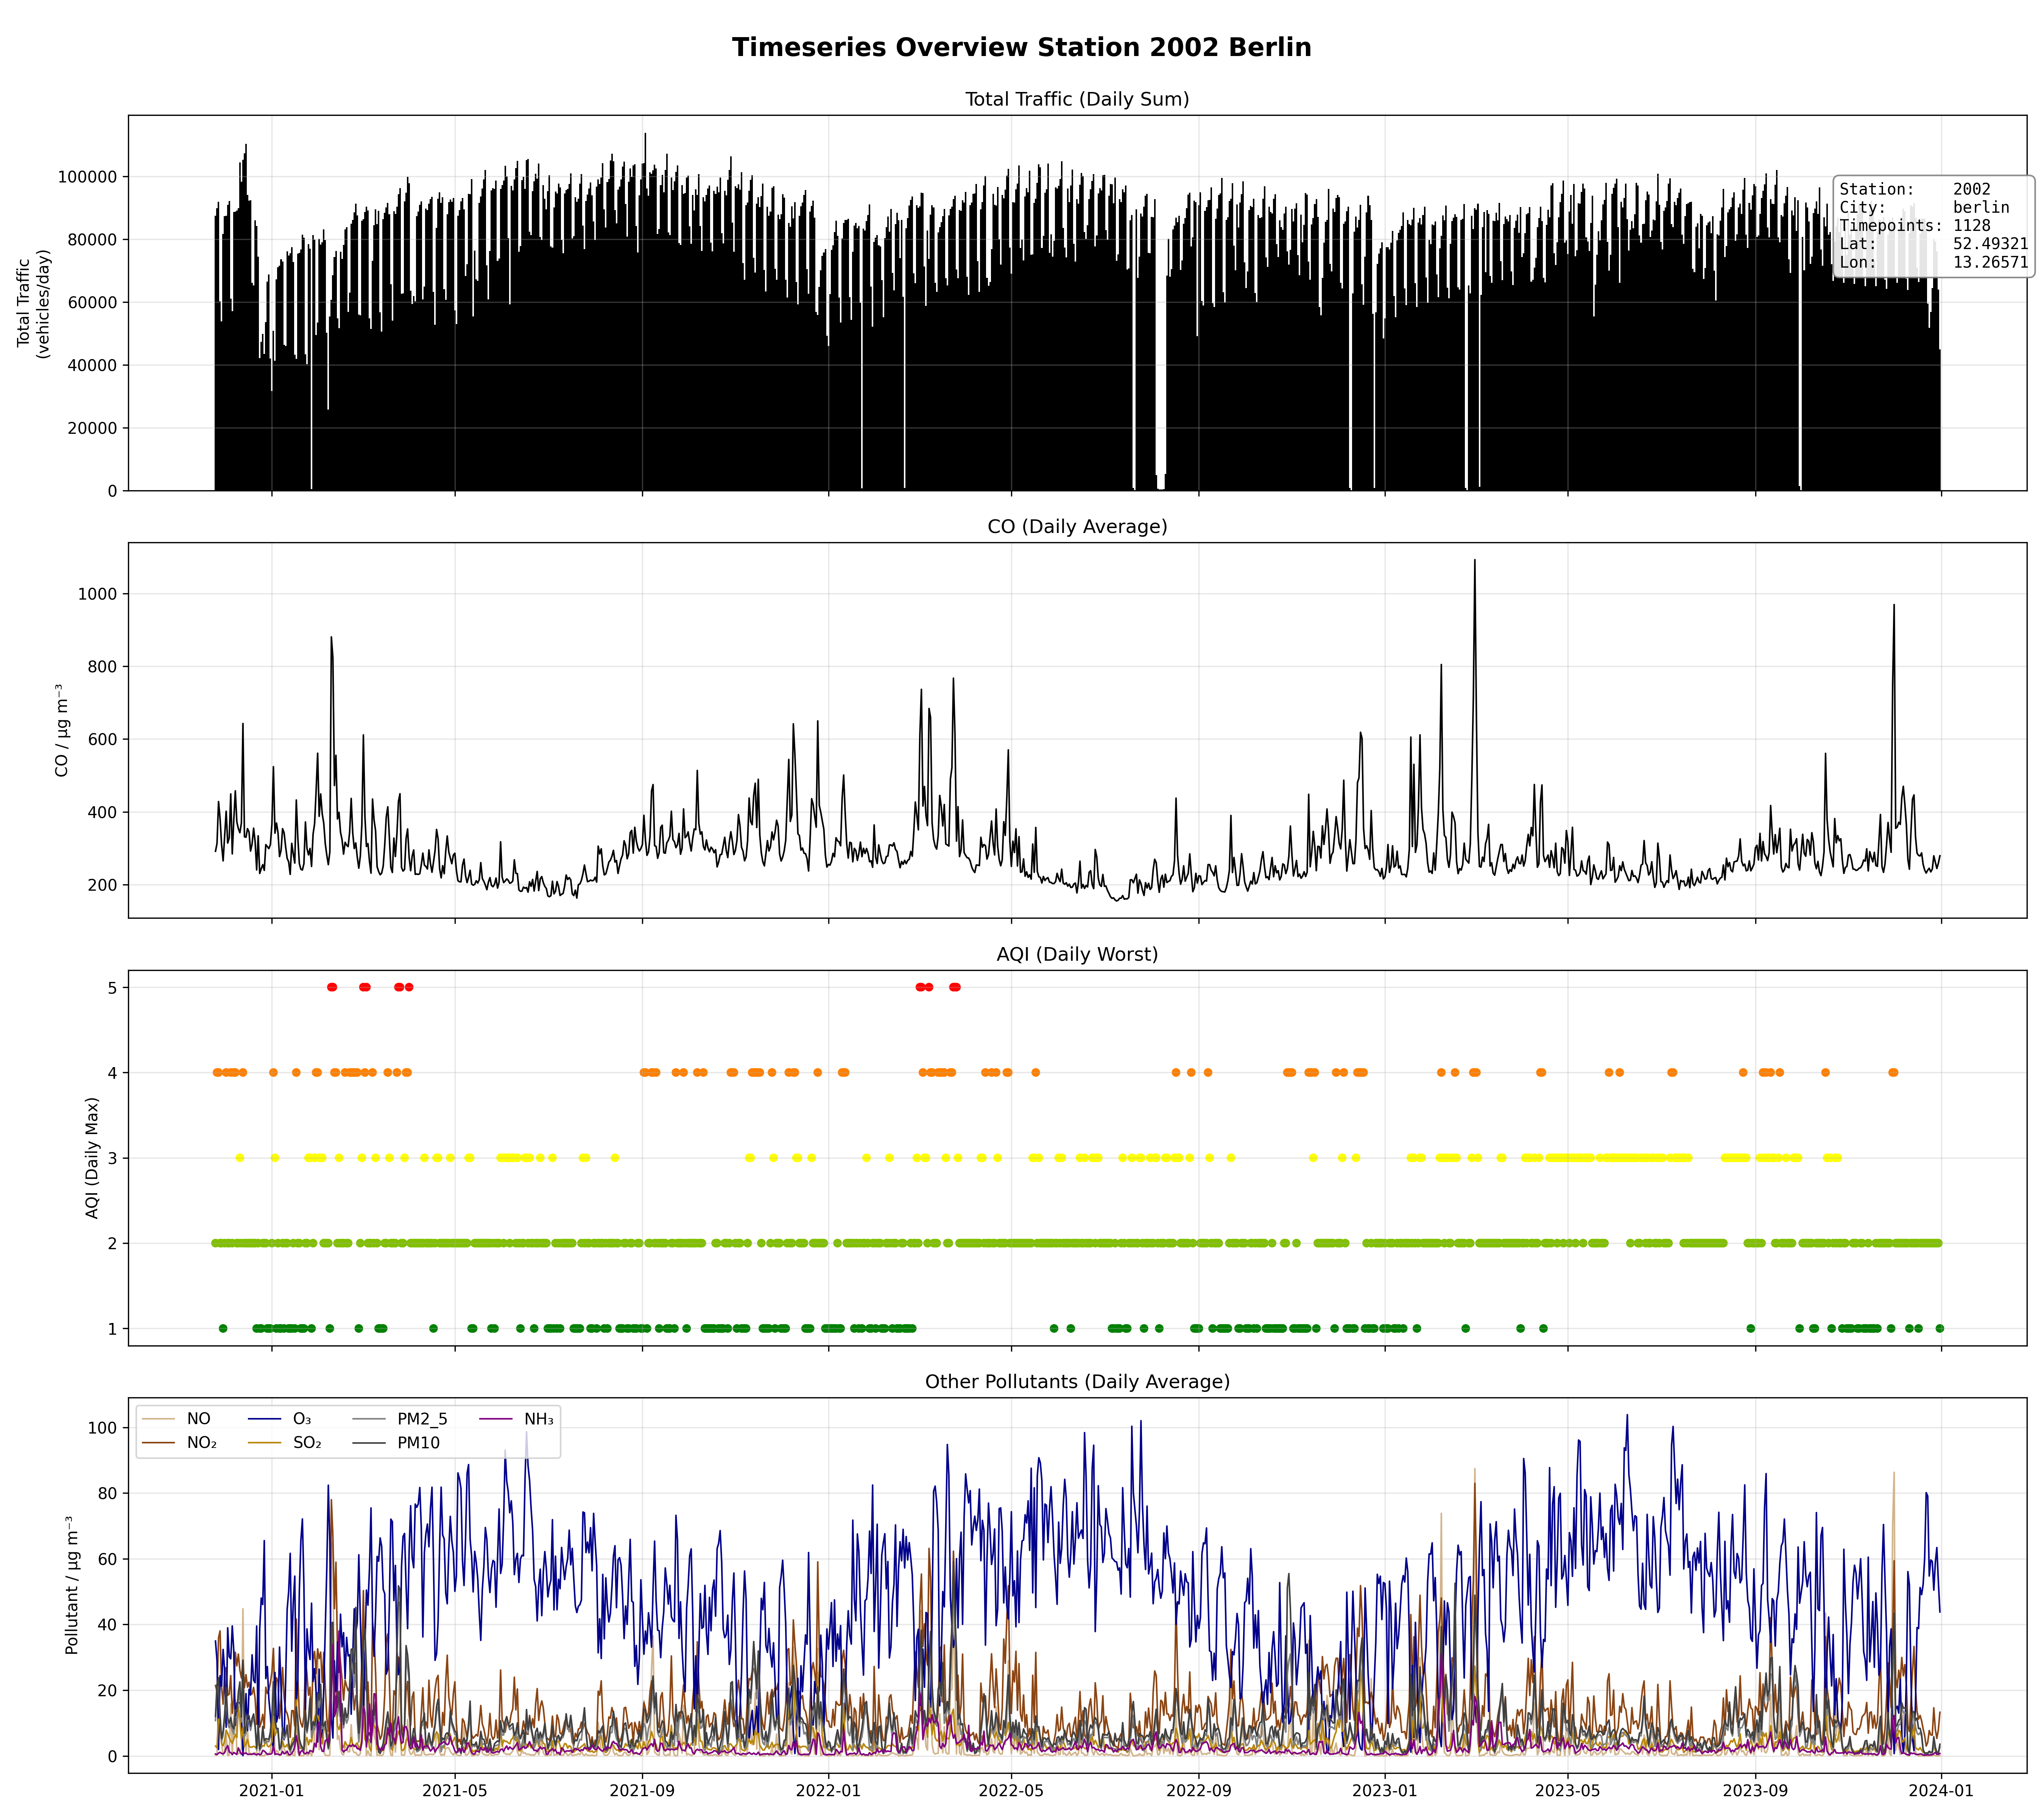 Timeseries Overview Station 2002 Berlin
Total Traffic (Daily Sum)
Total Traffic
(vehicles/day)
100000
80000
60000
40000
20000
0
Station: 2002
City: berlin
Timepoints: 1128
Lat: 52.49321
Lon: 13.26571
CO (Daily Average)
CO / µg m⁻³
1000
800
600
400
200
AQI (Daily Worst)
AQI (Daily Max)
5
4
3
2
1
Other Pollutants (Daily Average)
Pollutant / µg m⁻³
100
80
60
40
20
0
NO O₃ PM2_5 NH₃
NO₂ SO₂ PM10
2021-01 2021-05 2021-09 2022-01 2022-05 2022-09 2023-01 2023-05 2023-09 2024-01